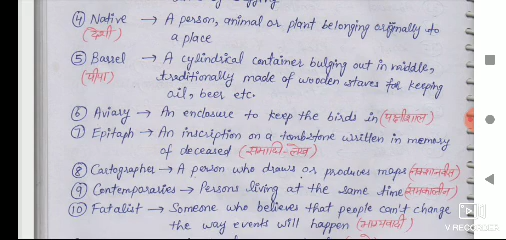 ④ Native → A person, animal or plant belonging originally to
(देशी) a place
⑤ Barrel → A cylindrical container bulging out in middle,
(पीपा) traditionally made of wooden staves for keeping
oil, beer etc.
⑥ Aviary → An enclosure to keep the birds in (पक्षीशाला)
⑦ Epitaph → An inscription on a tombstone written in memory
of deceased (समाधि-लेख)
⑧ Cartographer → A person who draws or produces maps (मानचित्रकार)
⑨ Contemporaries → Persons living at the same time (समकालीन)
⑩ Fatalist → Someone who believes that people can't change
the way events will happen (भाग्यवादी)
V RECORDER